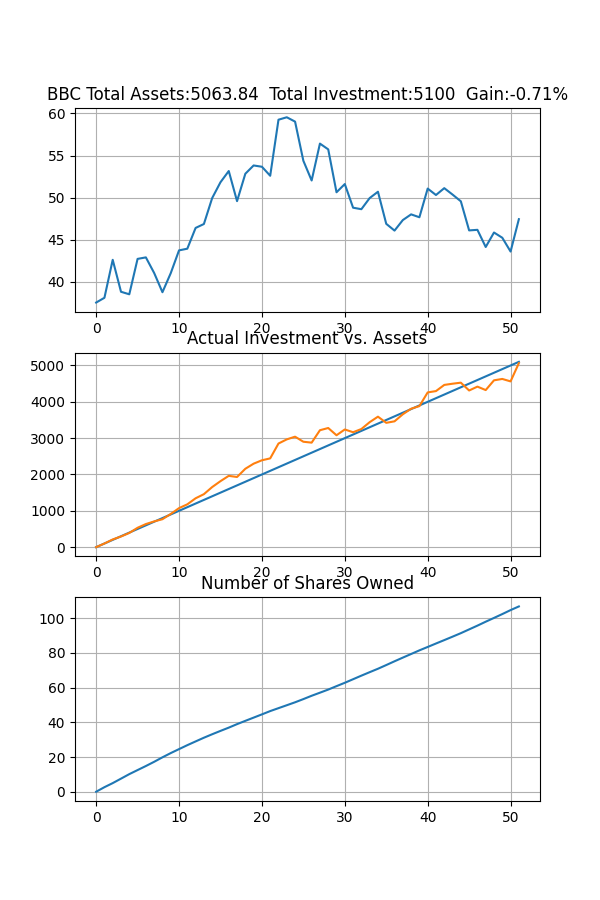 BBC Total Assets:5063.84  Total Investment:5100  Gain:-0.71%
60
55
50
45
40
0 10 20 30 40 50
Actual Investment vs. Assets
5000
4000
3000
2000
1000
0
0 10 20 30 40 50
Number of Shares Owned
100
80
60
40
20
0
0 10 20 30 40 50